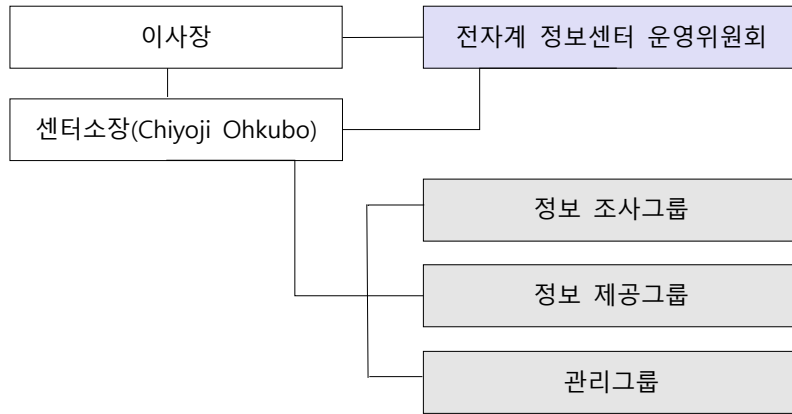 이사장
전자계 정보센터 운영위원회
센터소장(Chiyoji Ohkubo)
정보 조사그룹
정보 제공그룹
관리그룹